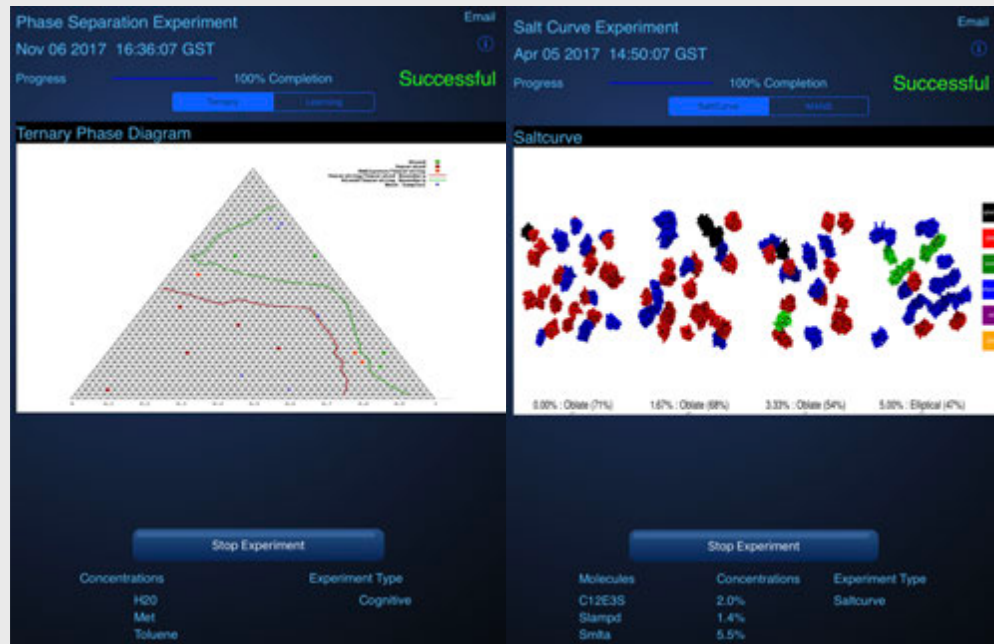 Phase Separation Experiment
Email
Nov 06 2017 16:36:07 GST
Progress
100% Completion
Successful
Ternary
Learning
Ternary Phase Diagram
Stop Experiment
Concentrations
Experiment Type
H20
Cognitive
Met
Toluene
Salt Curve Experiment
Email
Apr 05 2017 14:50:07 GST
Progress
100% Completion
Successful
SaltCurve
Saltcurve
0.00% : Oblate (71%)
1.67% : Oblate (68%)
3.33% : Oblate (54%)
5.00% : Elliptical (47%)
Stop Experiment
Molecules
Concentrations
Experiment Type
C12E3S
2.0%
Saltcurve
Slampd
1.4%
Smlta
5.5%